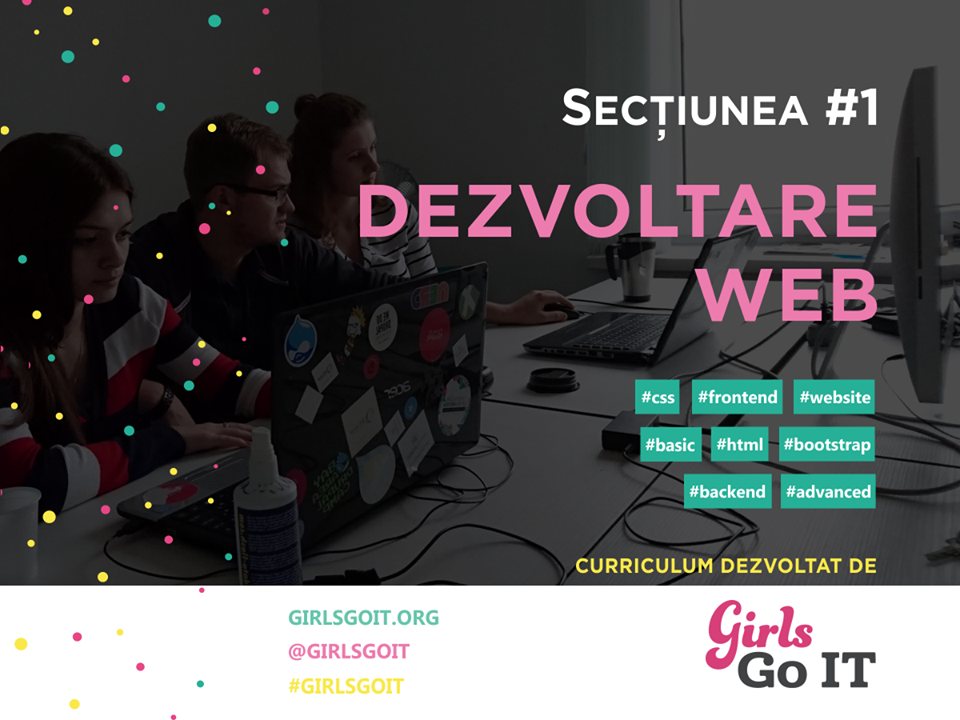 SECȚIUNEA #1
DEZVOLTARE
WEB
#css #frontend #website
#basic #html #bootstrap
#backend #advanced
CURRICULUM DEZVOLTAT DE
GIRLSGOIT.ORG
@GIRLSGOIT
#GIRLSGOIT
Girls
Go IT